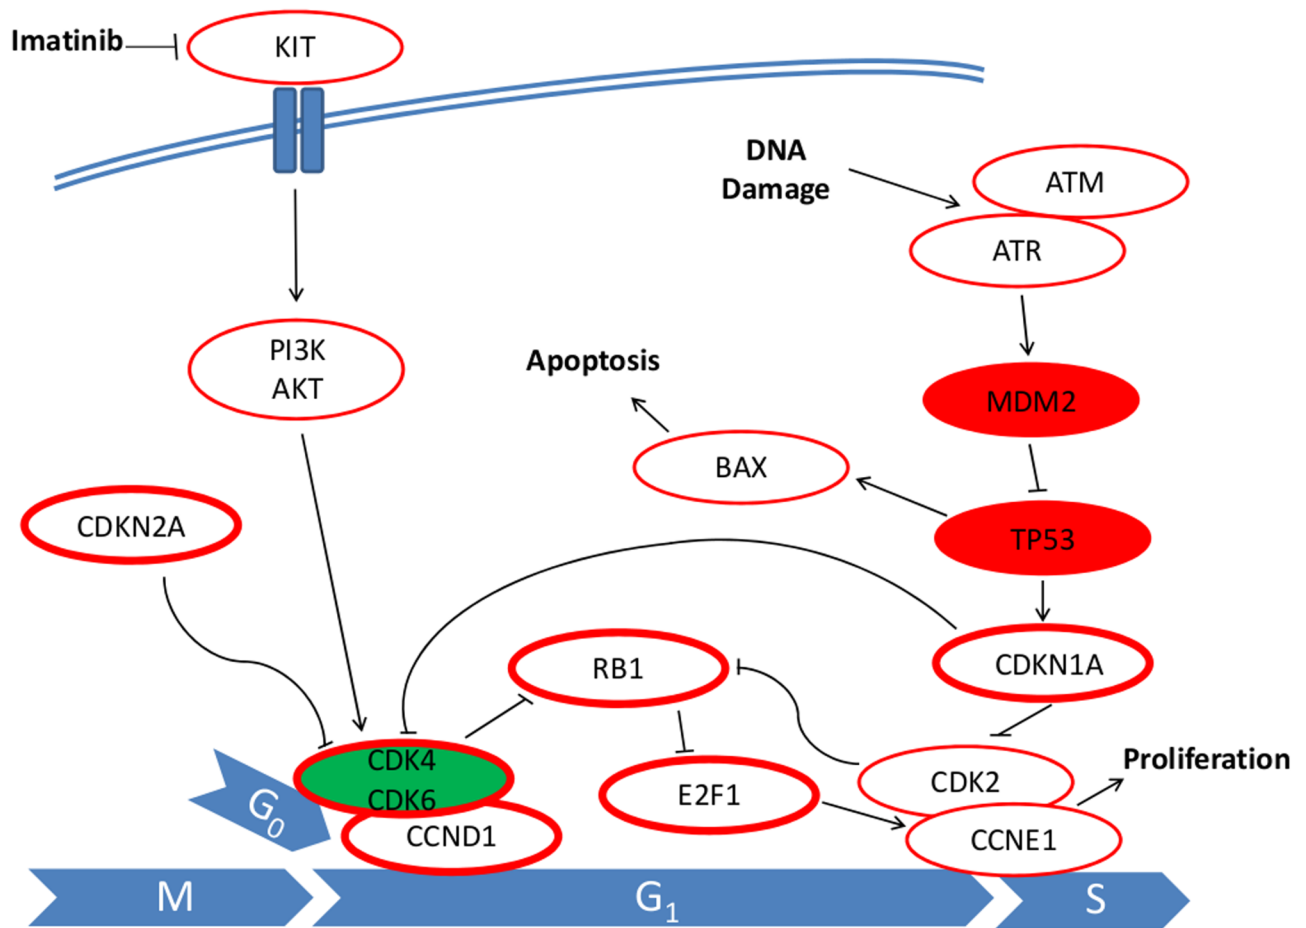 Imatinib
KIT
DNA
Damage
ATM
ATR
PI3K
AKT
Apoptosis
MDM2
BAX
CDKN2A
TP53
RB1
CDKN1A
CDK4
CDK6
CCND1
E2F1
CDK2
CCNE1
Proliferation
G0
M
G1
S